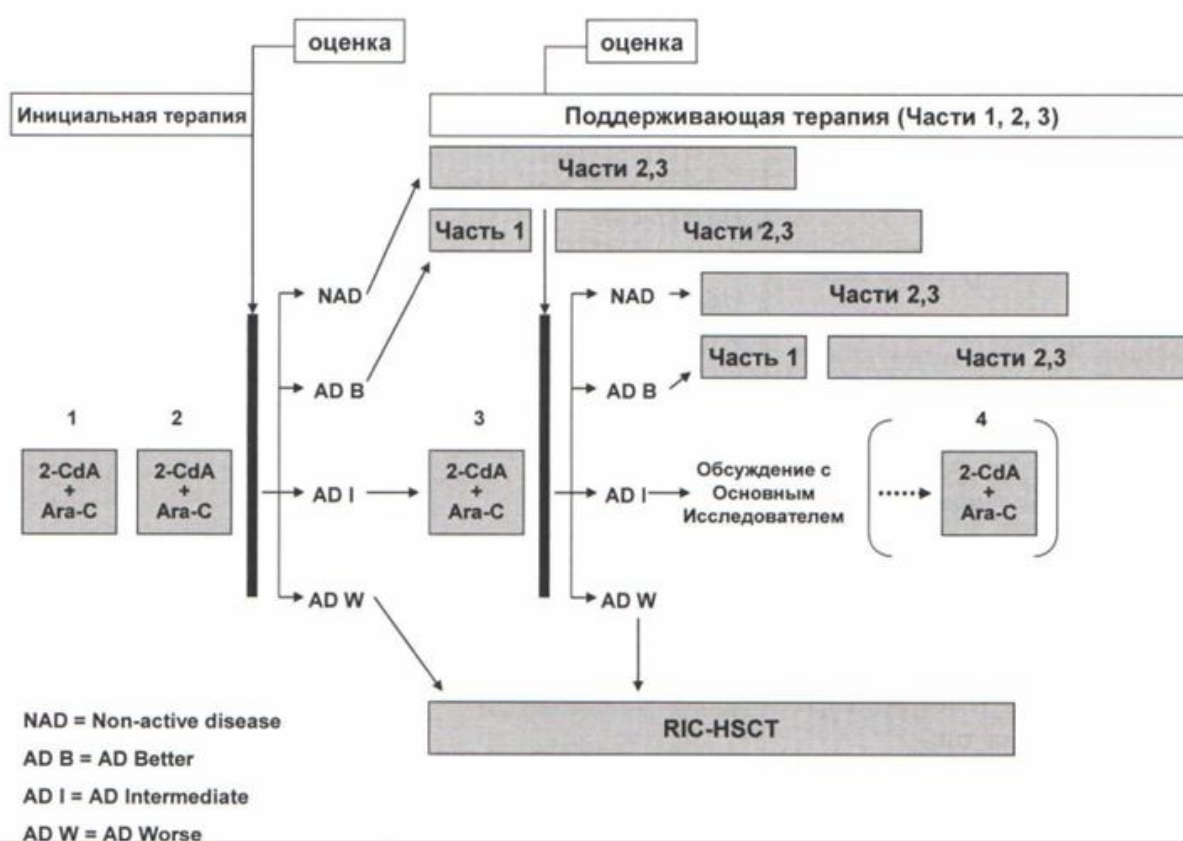 оценка
оценка
Инициальная терапия
Поддерживающая терапия (Части 1, 2, 3)
Части 2,3
Часть 1
Части 2,3
NAD
NAD
Части 2,3
Часть 1
Части 2,3
AD B
AD B
1
2
3
4
2-CdA
+
Ara-C
2-CdA
+
Ara-C
AD I
2-CdA
+
Ara-C
AD I
Обсуждение с
Основным
Исследователем
2-CdA
+
Ara-C
AD W
AD W
RIC-HSCT
NAD = Non-active disease
AD B = AD Better
AD I = AD Intermediate
AD W = AD Worse